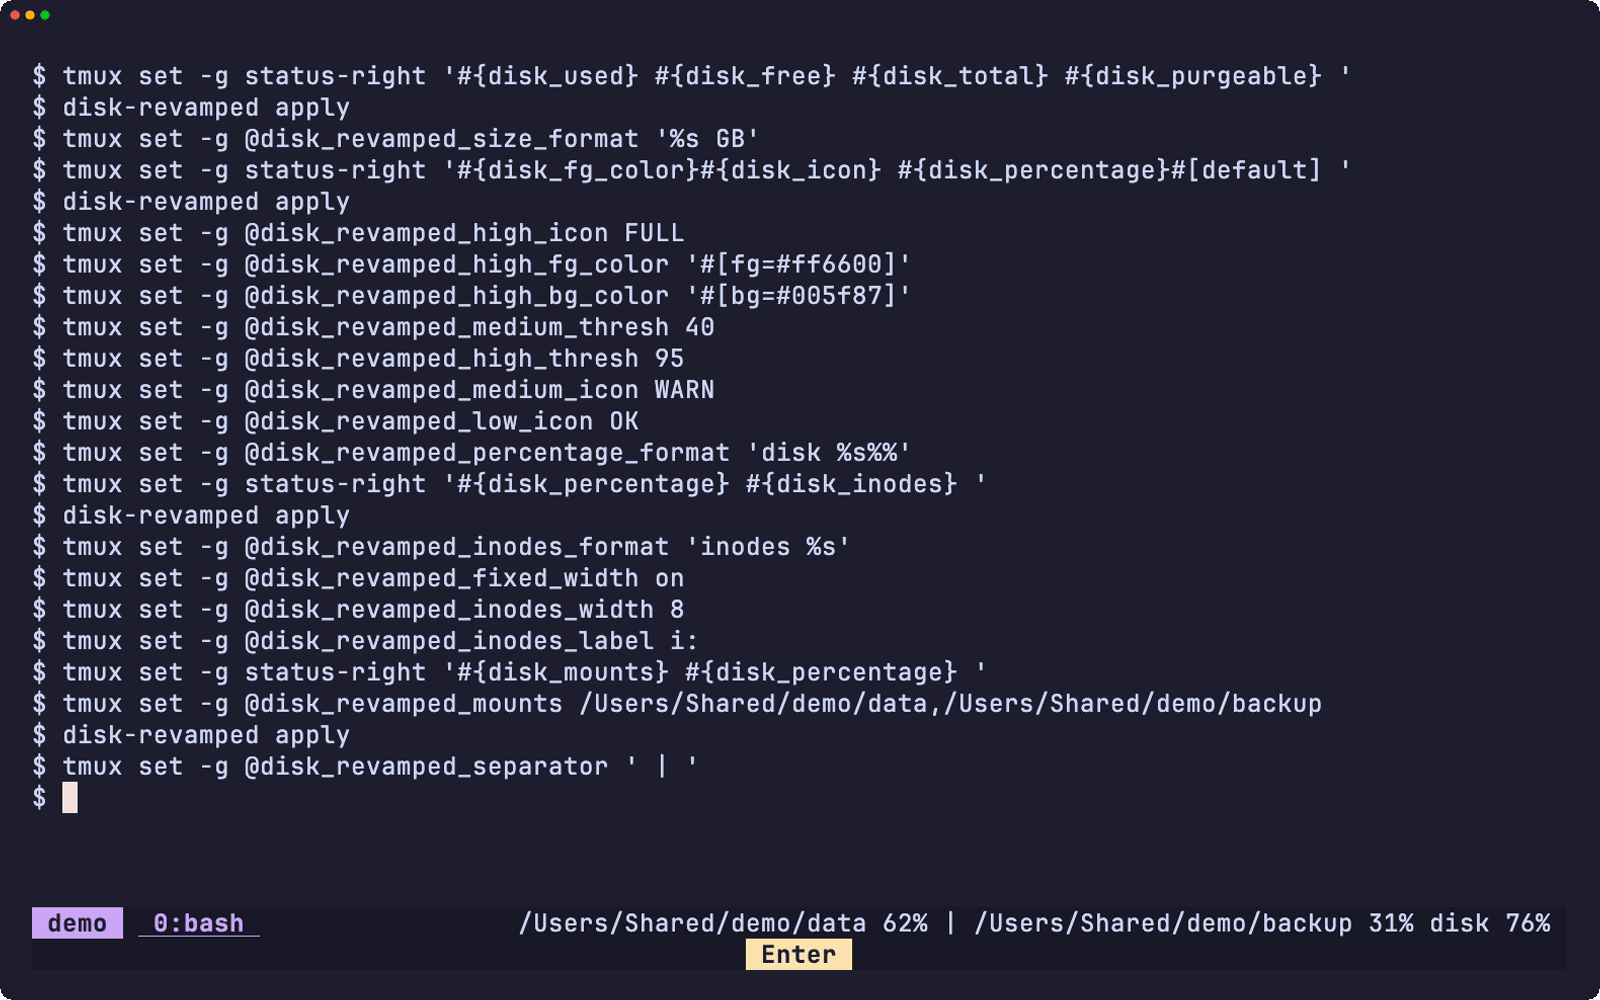 $ tmux set -g status-right '#{disk_used} #{disk_free} #{disk_total} #{disk_purgeable} '
$ disk-revamped apply
$ tmux set -g @disk_revamped_size_format '%s GB'
$ tmux set -g status-right '#{disk_fg_color}#{disk_icon} #{disk_percentage}#[default] '
$ disk-revamped apply
$ tmux set -g @disk_revamped_high_icon FULL
$ tmux set -g @disk_revamped_high_fg_color '#[fg=#ff6600]'
$ tmux set -g @disk_revamped_high_bg_color '#[bg=#005f87]'
$ tmux set -g @disk_revamped_medium_thresh 40
$ tmux set -g @disk_revamped_high_thresh 95
$ tmux set -g @disk_revamped_medium_icon WARN
$ tmux set -g @disk_revamped_low_icon OK
$ tmux set -g @disk_revamped_percentage_format 'disk %s%%'
$ tmux set -g status-right '#{disk_percentage} #{disk_inodes} '
$ disk-revamped apply
$ tmux set -g @disk_revamped_inodes_format 'inodes %s'
$ tmux set -g @disk_revamped_fixed_width on
$ tmux set -g @disk_revamped_inodes_width 8
$ tmux set -g @disk_revamped_inodes_label i:
$ tmux set -g status-right '#{disk_mounts} #{disk_percentage} '
$ tmux set -g @disk_revamped_mounts /Users/Shared/demo/data,/Users/Shared/demo/backup
$ disk-revamped apply
$ tmux set -g @disk_revamped_separator ' | '
$
demo 0:bash /Users/Shared/demo/data 62% | /Users/Shared/demo/backup 31% disk 76%
Enter